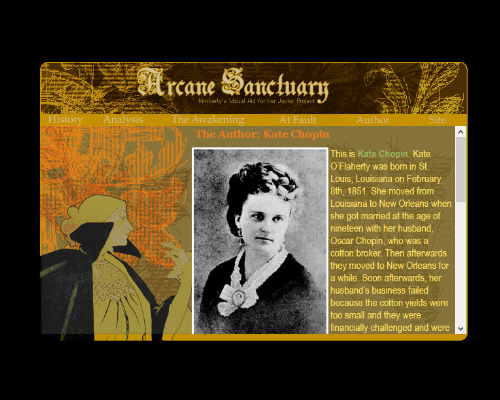 Arcane Sanctuary
Kimberly's Vizual Aid for her Junior Project
History Analysis The Awakening At Fault Author Site
The Author: Kate Chopin
This is Kate Chopin. Kate
O'Flaherty was born in St.
Louis, Louisiana on February
8th, 1851. She moved from
Louisiana to New Orleans when
she got married at the age of
nineteen with her husband,
Oscar Chopin, who was a
cotton broker. Then afterwards
they moved to New Orleans for
a while. Soon afterwards, her
husband's business failed
because the cotton yields were
too small and they were
financially challenged and were